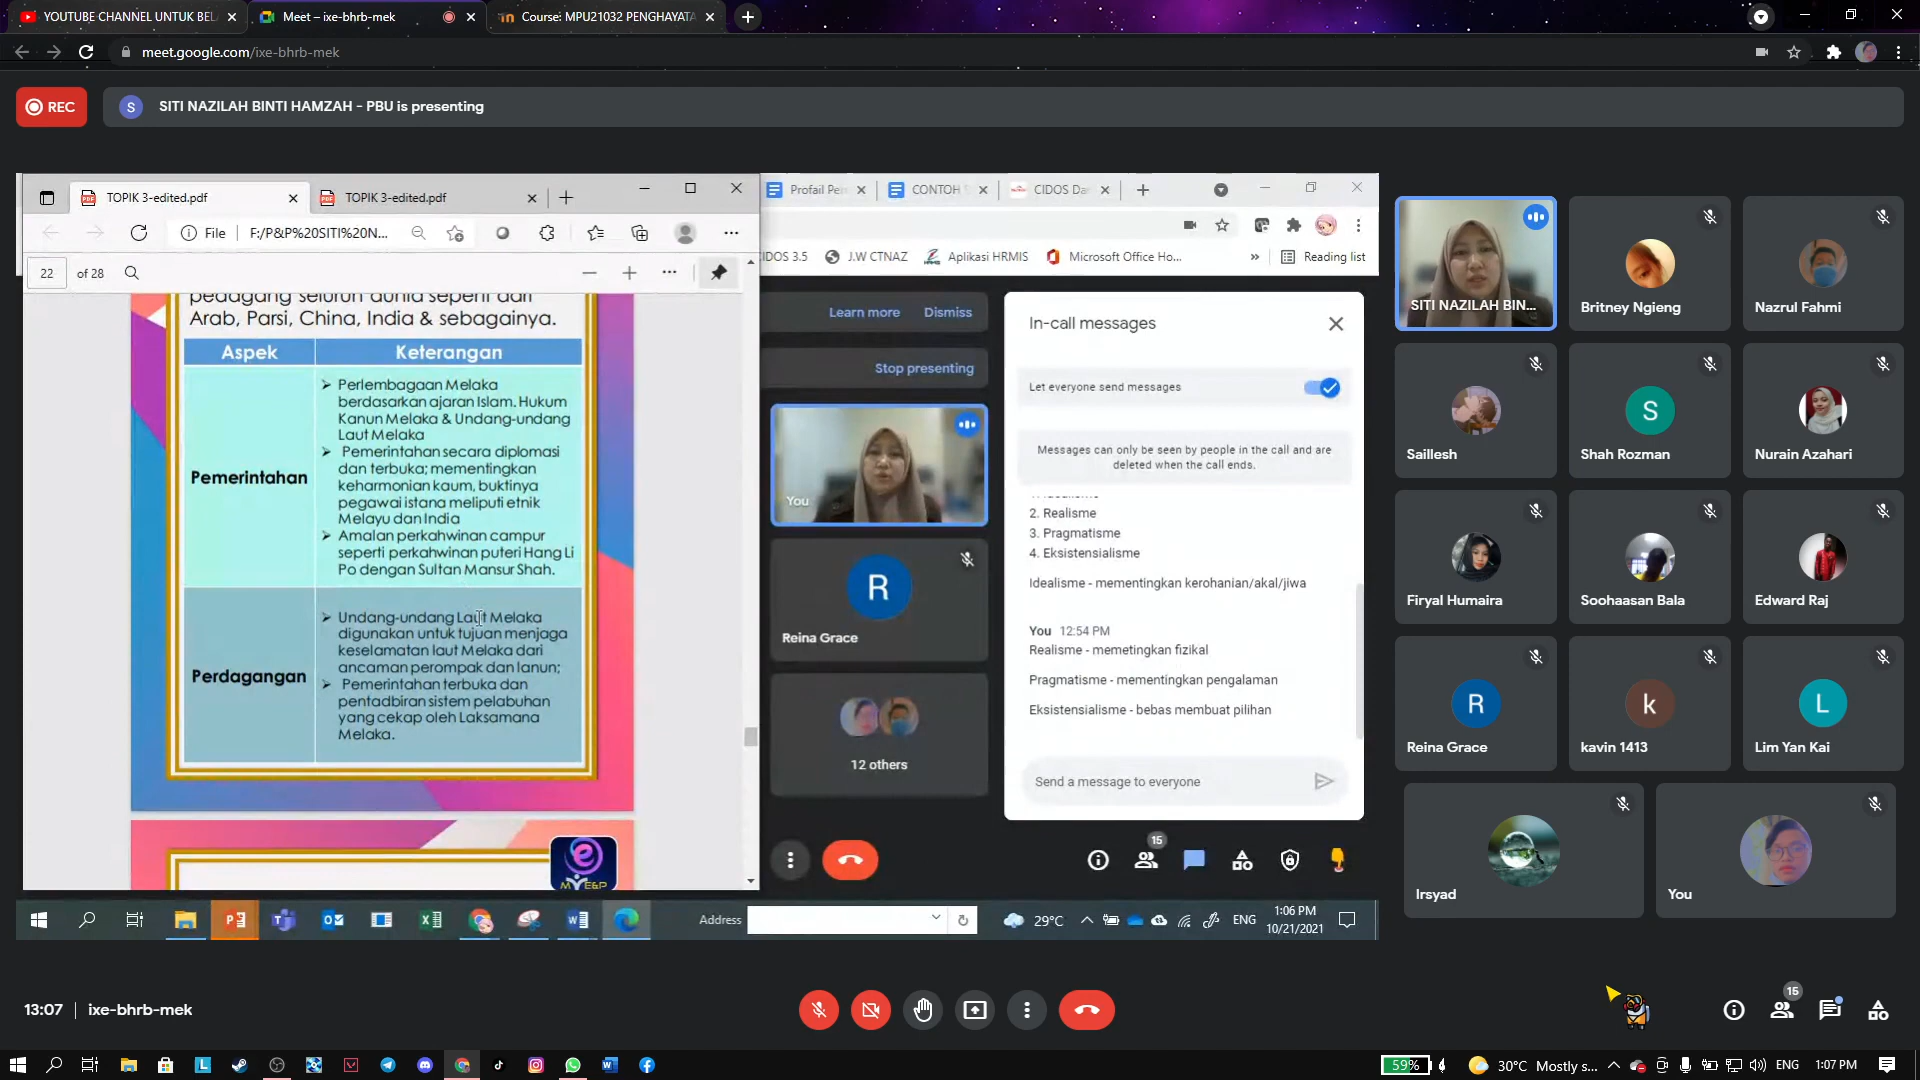 YOUTUBE CHANNEL UNTUK BEL
Meet – ixe-bhrb-mek
Course: MPU21032 PENGHAYATA
meet.google.com/ixe-bhrb-mek
REC
S
SITI NAZILAH BINTI HAMZAH - PBU is presenting
TOPIK 3-edited.pdf
TOPIK 3-edited.pdf
File
F:/P&P%20SITI%20N...
22
of 28
pedagang seluruh dunia seperti dari
Arab, Parsi, China, India & sebagainya.
Aspek
Keterangan
Pemerintahan
Perlembagaan Melaka
berdasarkan ajaran Islam. Hukum
Kanun Melaka & Undang-undang
Laut Melaka
Pemerintahan secara diplomasi
dan terbuka; mementingkan
keharmonian kaum, buktinya
pegawai istana meliputi etnik
Melayu dan India
Amalan perkahwinan campur
seperti perkahwinan puteri Hang Li
Po dengan Sultan Mansur Shah.
Perdagangan
Undang-undang Laut Melaka
digunakan untuk tujuan menjaga
keselamatan laut Melaka dari
ancaman perompak dan lanun;
Pemerintahan terbuka dan
pentadbiran sistem pelabuhan
yang cekap oleh Laksamana
Melaka.
MYE&P
Profail Pen
CONTOH
CIDOS Da
IDOS 3.5
J.W CTNAZ
Aplikasi HRMIS
Microsoft Office Ho...
»
Reading list
Learn more
Dismiss
Stop presenting
You
R
Reina Grace
12 others
In-call messages
Let everyone send messages
Messages can only be seen by people in the call and are
deleted when the call ends.
2. Realisme
3. Pragmatisme
4. Eksistensialisme
Idealisme - mementingkan kerohanian/akal/jiwa
You 12:54 PM
Realisme - memetingkan fizikal
Pragmatisme - mementingkan pengalaman
Eksistensialisme - bebas membuat pilihan
Send a message to everyone
15
Address
29°C
ENG
1:06 PM
10/21/2021
SITI NAZILAH BIN...
Britney Ngieng
Nazrul Fahmi
Saillesh
S
Shah Rozman
Nurain Azahari
Firyal Humaira
Soohaasan Bala
Edward Raj
R
Reina Grace
k
kavin 1413
L
Lim Yan Kai
Irsyad
You
13:07
ixe-bhrb-mek
15
59%
30°C Mostly s...
ENG
1:07 PM